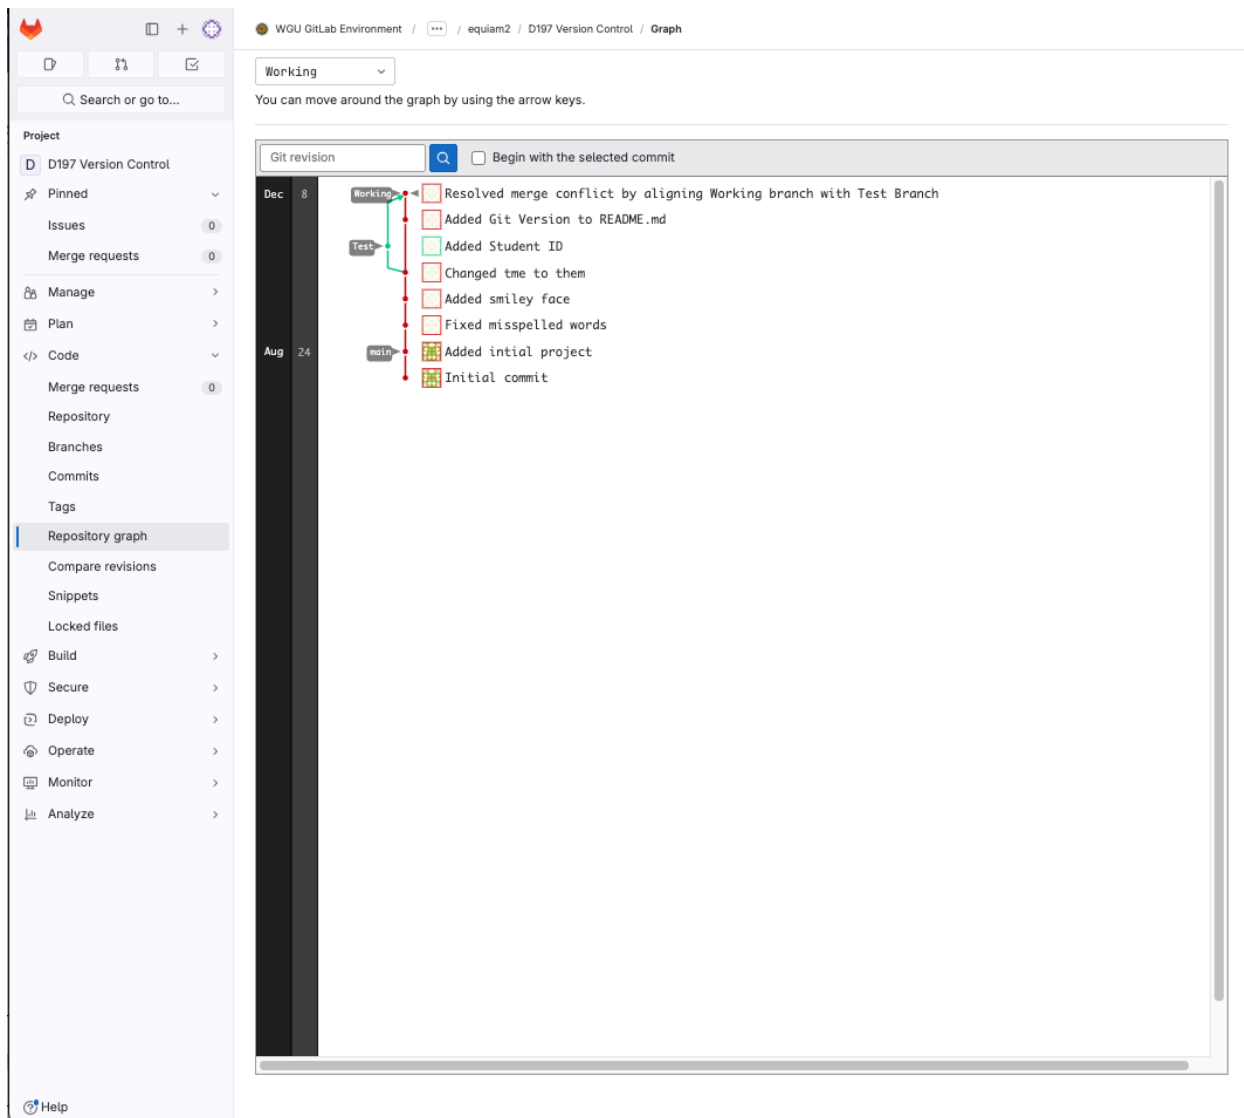 WGU GitLab Environment / ••• / equiam2 / D197 Version Control / Graph
Search or go to...
Project
D D197 Version Control
Pinned
Issues 0
Merge requests 0
Manage
Plan
Code
Merge requests 0
Repository
Branches
Commits
Tags
Repository graph
Compare revisions
Snippets
Locked files
Build
Secure
Deploy
Operate
Monitor
Analyze
Help
Working
You can move around the graph by using the arrow keys.
Git revision
Begin with the selected commit
Dec 8 Working Resolved merge conflict by aligning Working branch with Test Branch
Added Git Version to README.md
Test Added Student ID
Changed tme to them
Added smiley face
Fixed misspelled words
Aug 24 main Added intial project
Initial commit